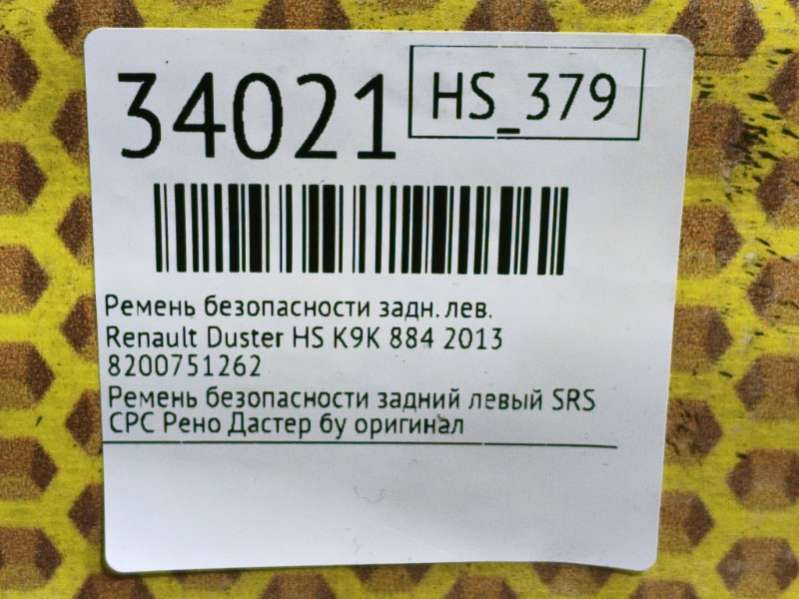 34021
HS_379
Ремень безопасности задн. лев.
Renault Duster HS K9K 884 2013
8200751262
Ремень безопасности задний левый SRS
СРС Рено Дастер бу оригинал